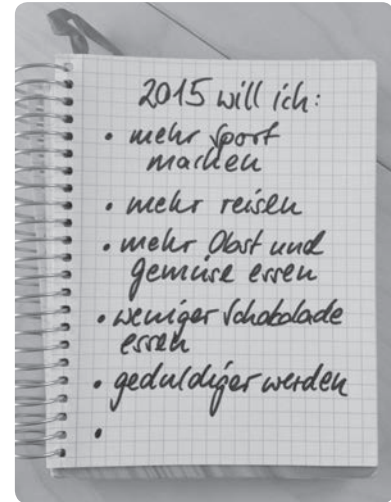 2015 will ich:
• mehr Sport
machen
• mehr reisen
• mehr Obst und
Gemüse essen
• weniger Schokolade
essen
• geduldiger werden
•